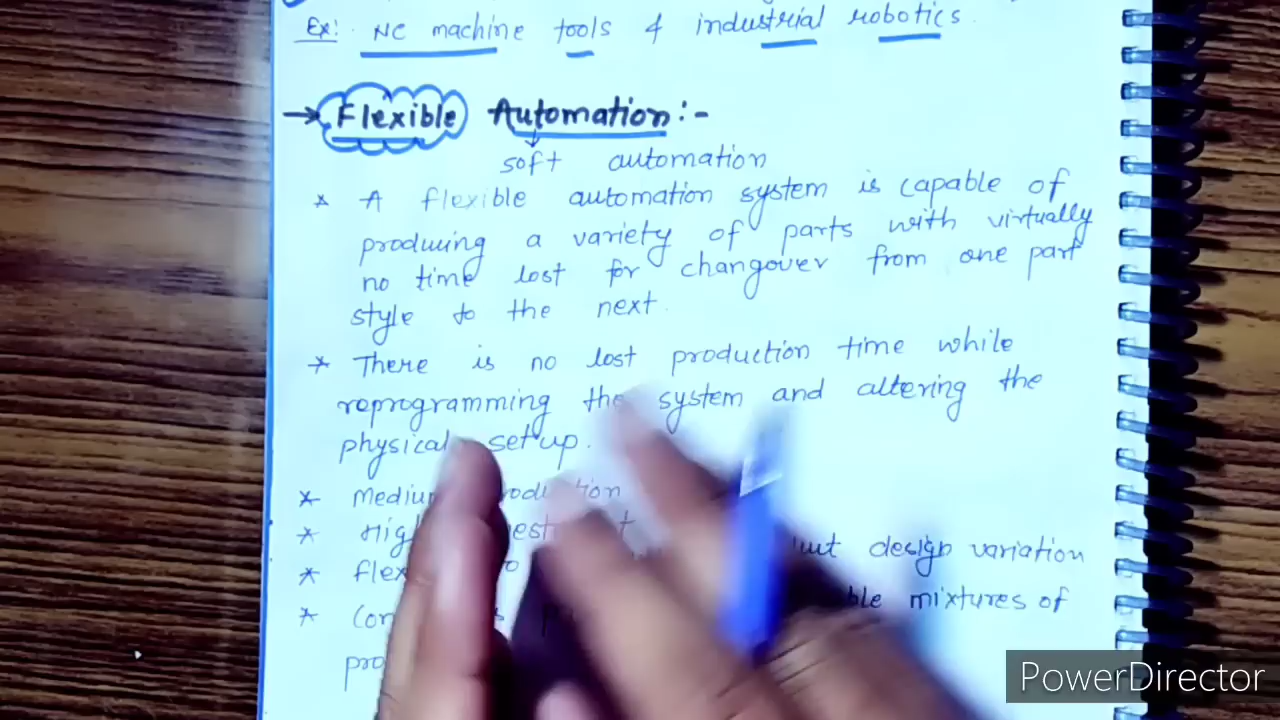 Ex: NC machine tools & industrial robotics.
→ Flexible Automation :-
soft automation
* A flexible automation system is capable of
produing a variety of parts with virtually
no time lost for changover from one part
style to the next.
* There is no lost production time while
reprogramming the system and altering the
physical setup.
*
*
* design variation
* mixtures of
PowerDirector